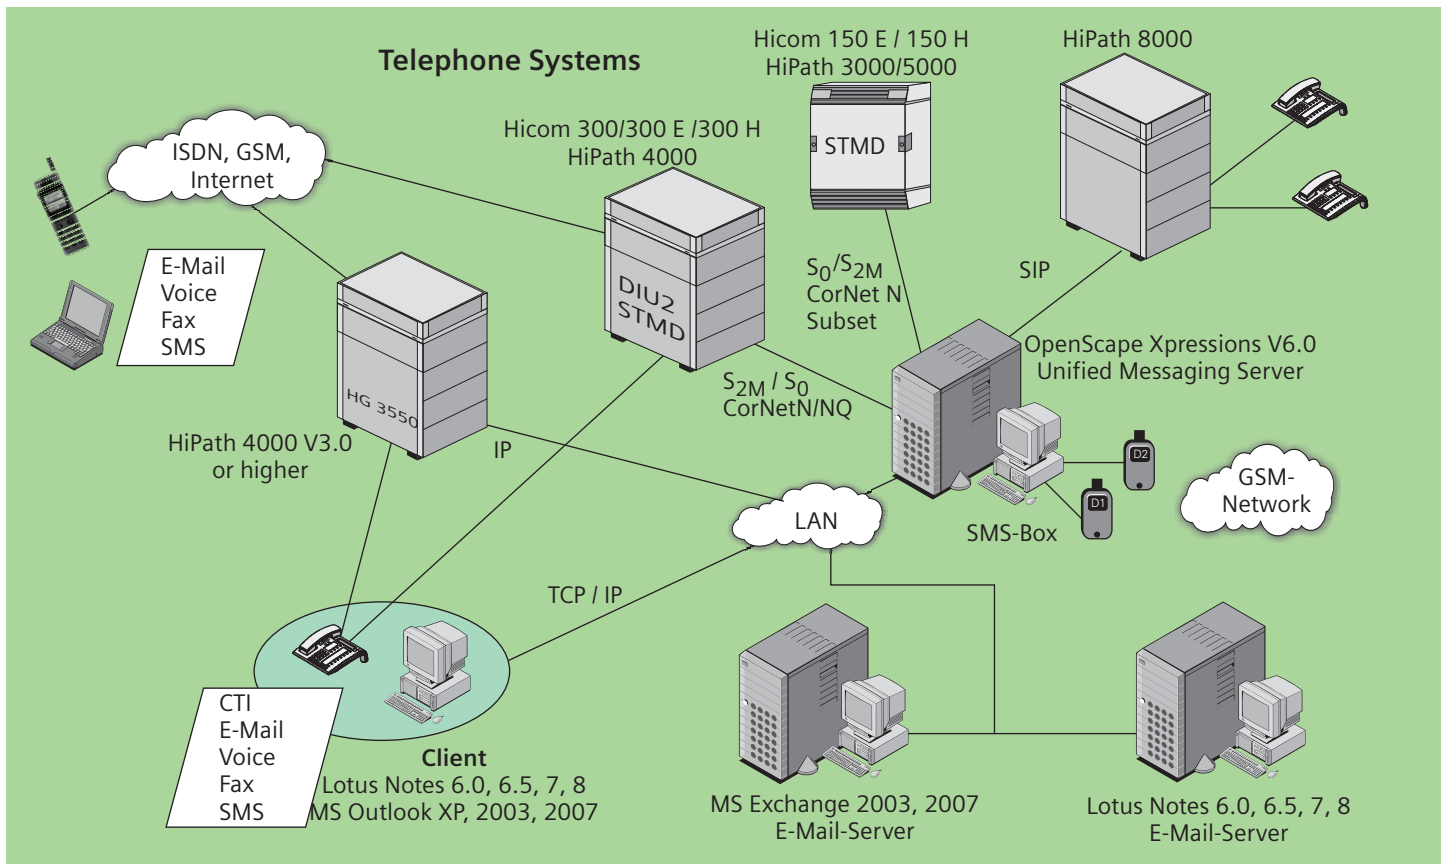 Telephone Systems
Hicom 150 E / 150 H
HiPath 3000/5000
HiPath 8000
STMD
Hicom 300/300 E /300 H
HiPath 4000
ISDN, GSM,
Internet
E-Mail
Voice
Fax
SMS
DIU2
STMD
S0/S2M
CorNet N
Subset
SIP
OpenScape Xpressions V6.0
Unified Messaging Server
HG 3550
S2M / S0
CorNetN/NQ
HiPath 4000 V3.0
or higher
IP
LAN
D2
D1
SMS-Box
GSM-
Network
TCP / IP
CTI
E-Mail
Voice
Fax
SMS
Client
Lotus Notes 6.0, 6.5, 7, 8
MS Outlook XP, 2003, 2007
MS Exchange 2003, 2007
E-Mail-Server
Lotus Notes 6.0, 6.5, 7, 8
E-Mail-Server